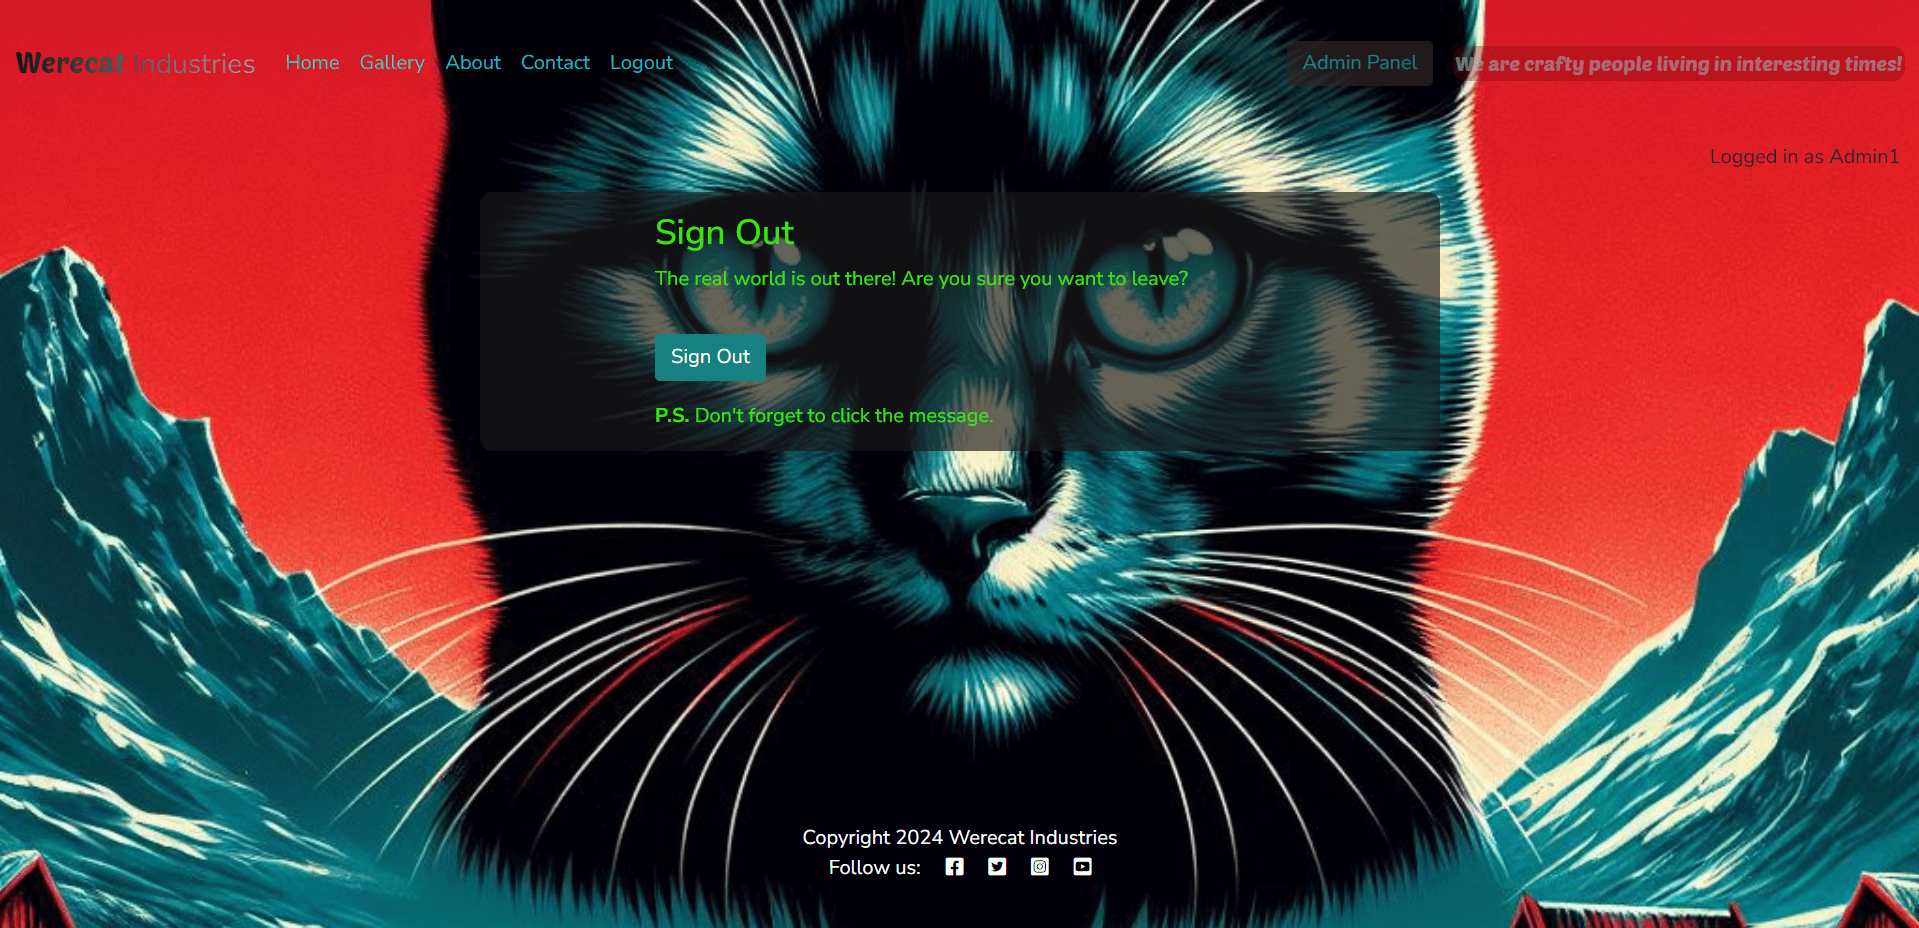 Werecat Industries
Home Gallery About Contact Logout
Admin Panel
We are crafty people living in interesting times!
Logged in as Admin1
Sign Out
The real world is out there! Are you sure you want to leave?
Sign Out
P.S. Don't forget to click the message.
Copyright 2024 Werecat Industries
Follow us: